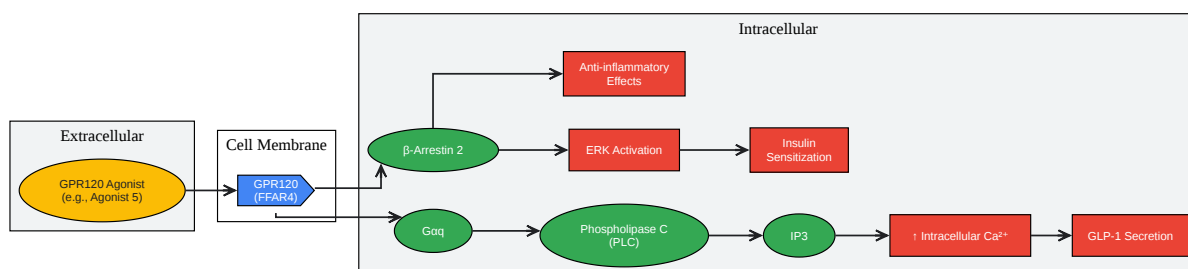 Intracellular
Anti-inflammatory
Effects
Extracellular
Cell Membrane
GPR120 Agonist
(e.g., Agonist 5)
GPR120
(FFAR4)
β-Arrestin 2
ERK Activation
Insulin
Sensitization
Gαq
Phospholipase C
(PLC)
IP3
↑ Intracellular Ca²⁺
GLP-1 Secretion